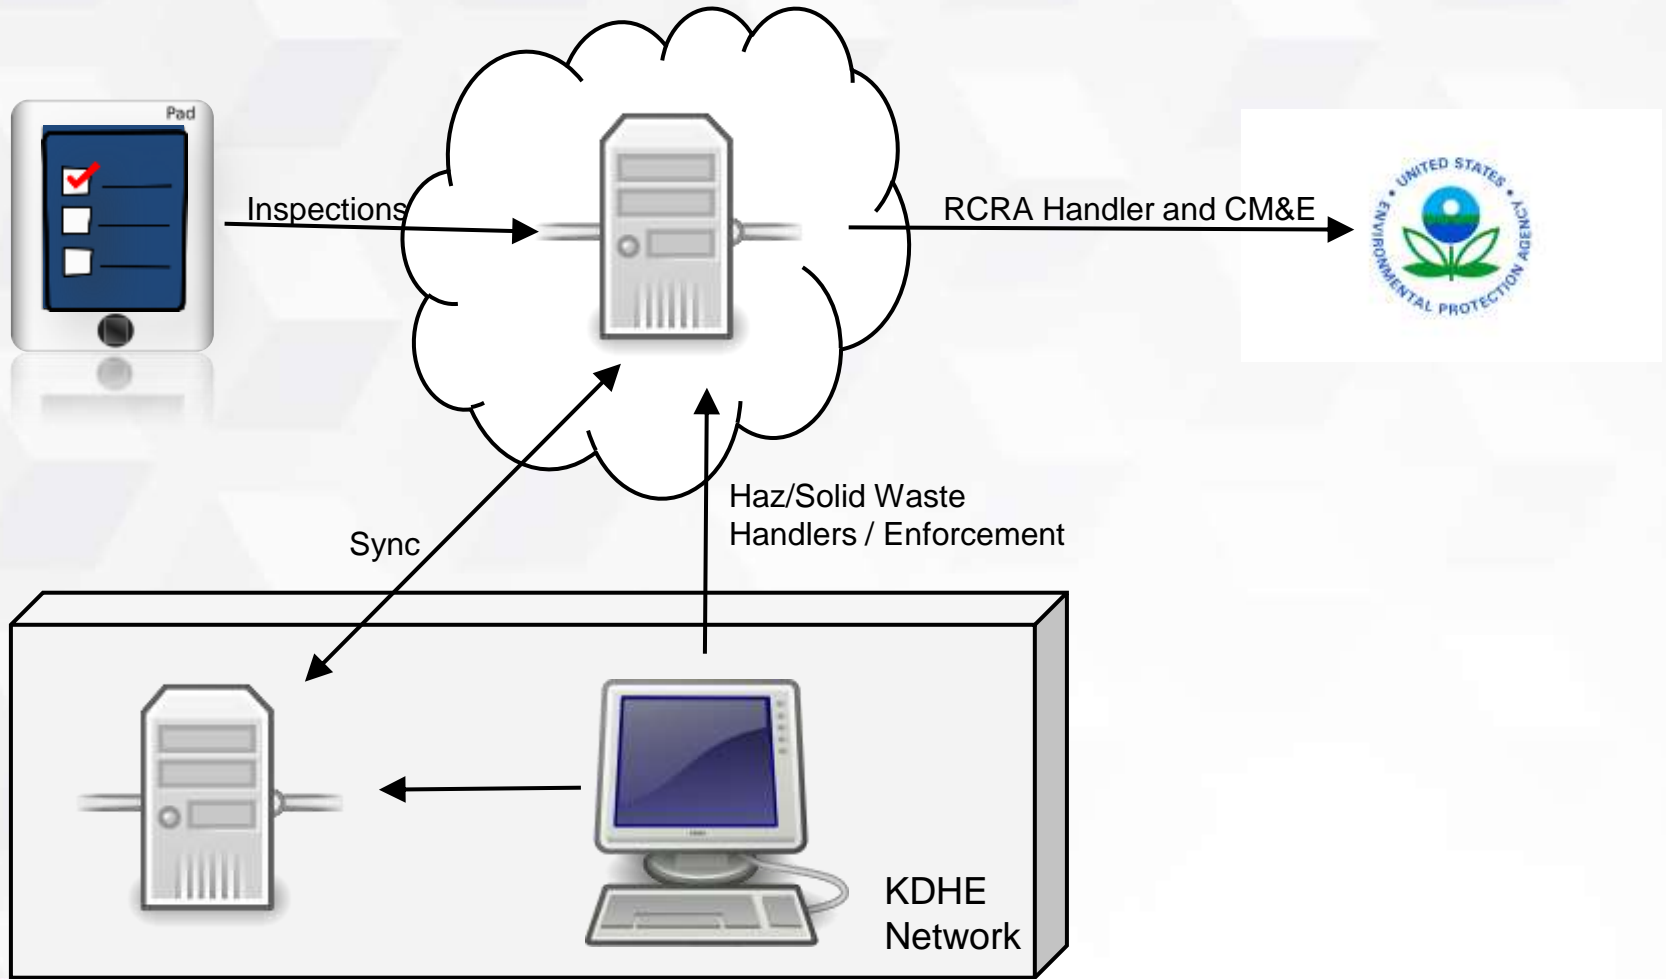 Pad
Inspections
RCRA Handler and CM&E
UNITED STATES • ENVIRONMENTAL PROTECTION AGENCY •
Haz/Solid Waste
Handlers / Enforcement
Sync
KDHE
Network